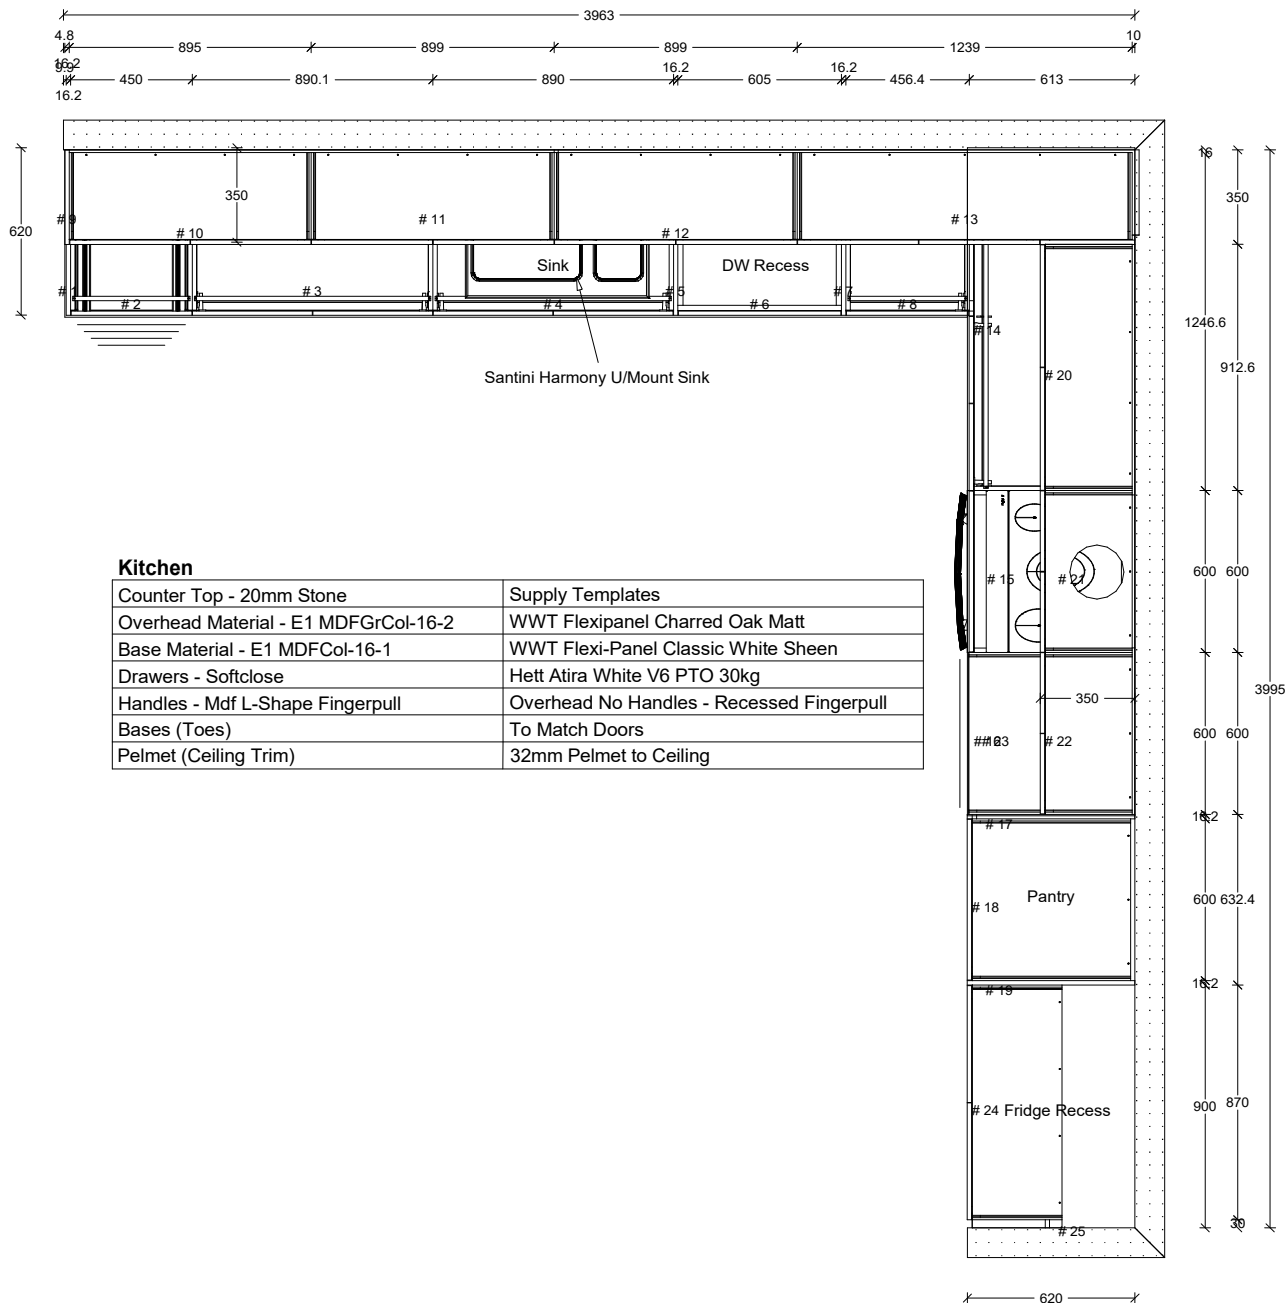 3963
4.8 10
895 899 899 1239
16.2 9.9 16.2 16.2
450 890.1 890 605 456.4 613
16.2
16
350 350
620
# 9 # 11 # 13
# 10 # 12
Sink DW Recess
# 1 # 3 # 5 # 7
# 2 # 4 # 6 # 8
# 14 1246.6
912.6
Santini Harmony U/Mount Sink # 20
Kitchen
# 15 # 21 600 600
Counter Top - 20mm Stone Supply Templates
Overhead Material - E1 MDFGrCol-16-2 WWT Flexipanel Charred Oak Matt
Base Material - E1 MDFCol-16-1 WWT Flexi-Panel Classic White Sheen
Drawers - Softclose Hett Atira White V6 PTO 30kg
Handles - Mdf L-Shape Fingerpull Overhead No Handles - Recessed Fingerpull
Bases (Toes) To Match Doors
Pelmet (Ceiling Trim) 32mm Pelmet to Ceiling
350 3995
# 23 # 22 600 600
16.2
# 17
Pantry
# 18 600 632.4
16.2
# 19
# 24 Fridge Recess 900 870
30
# 25
620